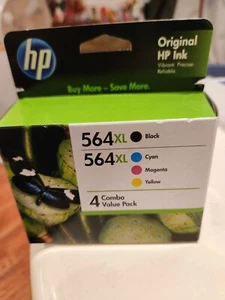 hp
Original
HP Ink
Vibrant Precise
Reliable
Buy More – Save More
564XL Black
564XL Cyan
Magenta
Yellow
4 Combo
Value Pack